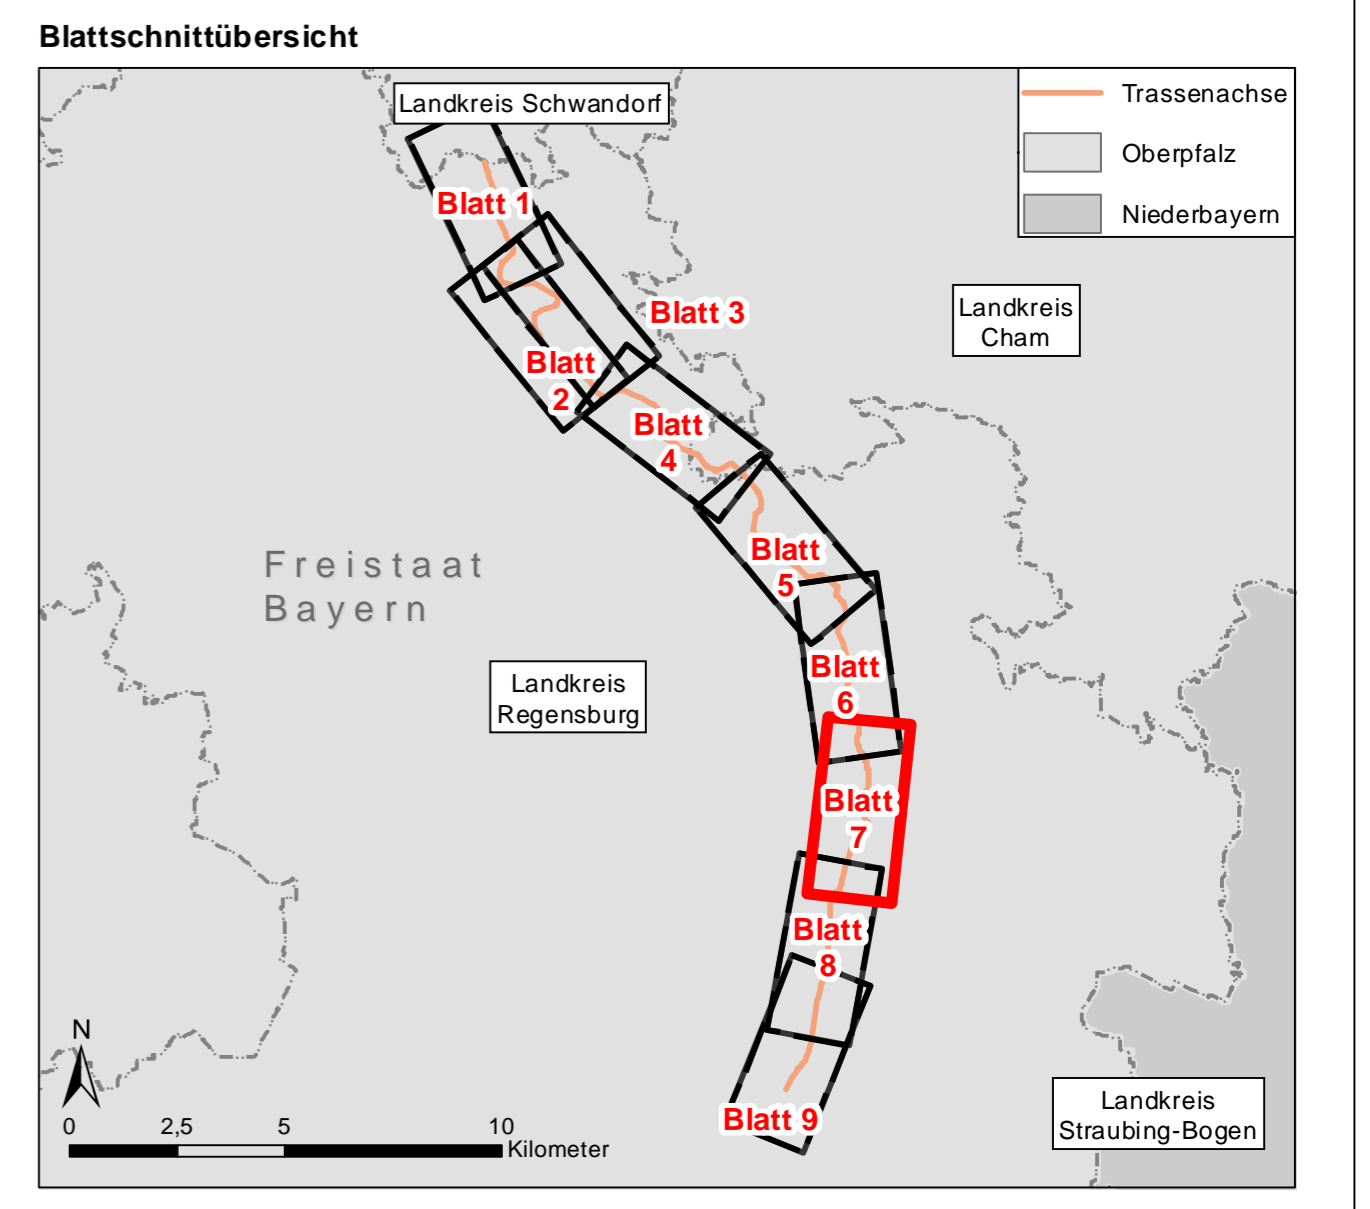 Blattschnittübersicht
Landkreis Schwandorf
Trassenachse
Oberpfalz
Niederbayern
Blatt 1
Blatt 3
Landkreis
Cham
Blatt
2
Blatt
4
Blatt
5
Freistaat
Bayern
Landkreis
Regensburg
Blatt
6
Blatt
7
Blatt
8
Blatt 9
Landkreis
Straubing-Bogen
N
0 2,5 5 10
Kilometer